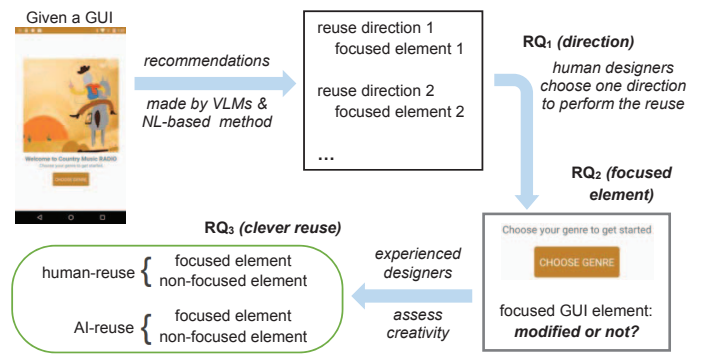 Given a GUI
Welcome to Country Music RADIO
Choose your genre to get started
CHOOSE GENRE
recommendations
made by VLMs &
NL-based method
reuse direction 1
focused element 1
reuse direction 2
focused element 2
...
RQ1 (direction)
human designers
choose one direction
to perform the reuse
RQ2 (focused
element)
Choose your genre to get started
CHOOSE GENRE
focused GUI element:
modified or not?
experienced
designers
assess
creativity
RQ3 (clever reuse)
human-reuse {
focused element
non-focused element
AI-reuse {
focused element
non-focused element